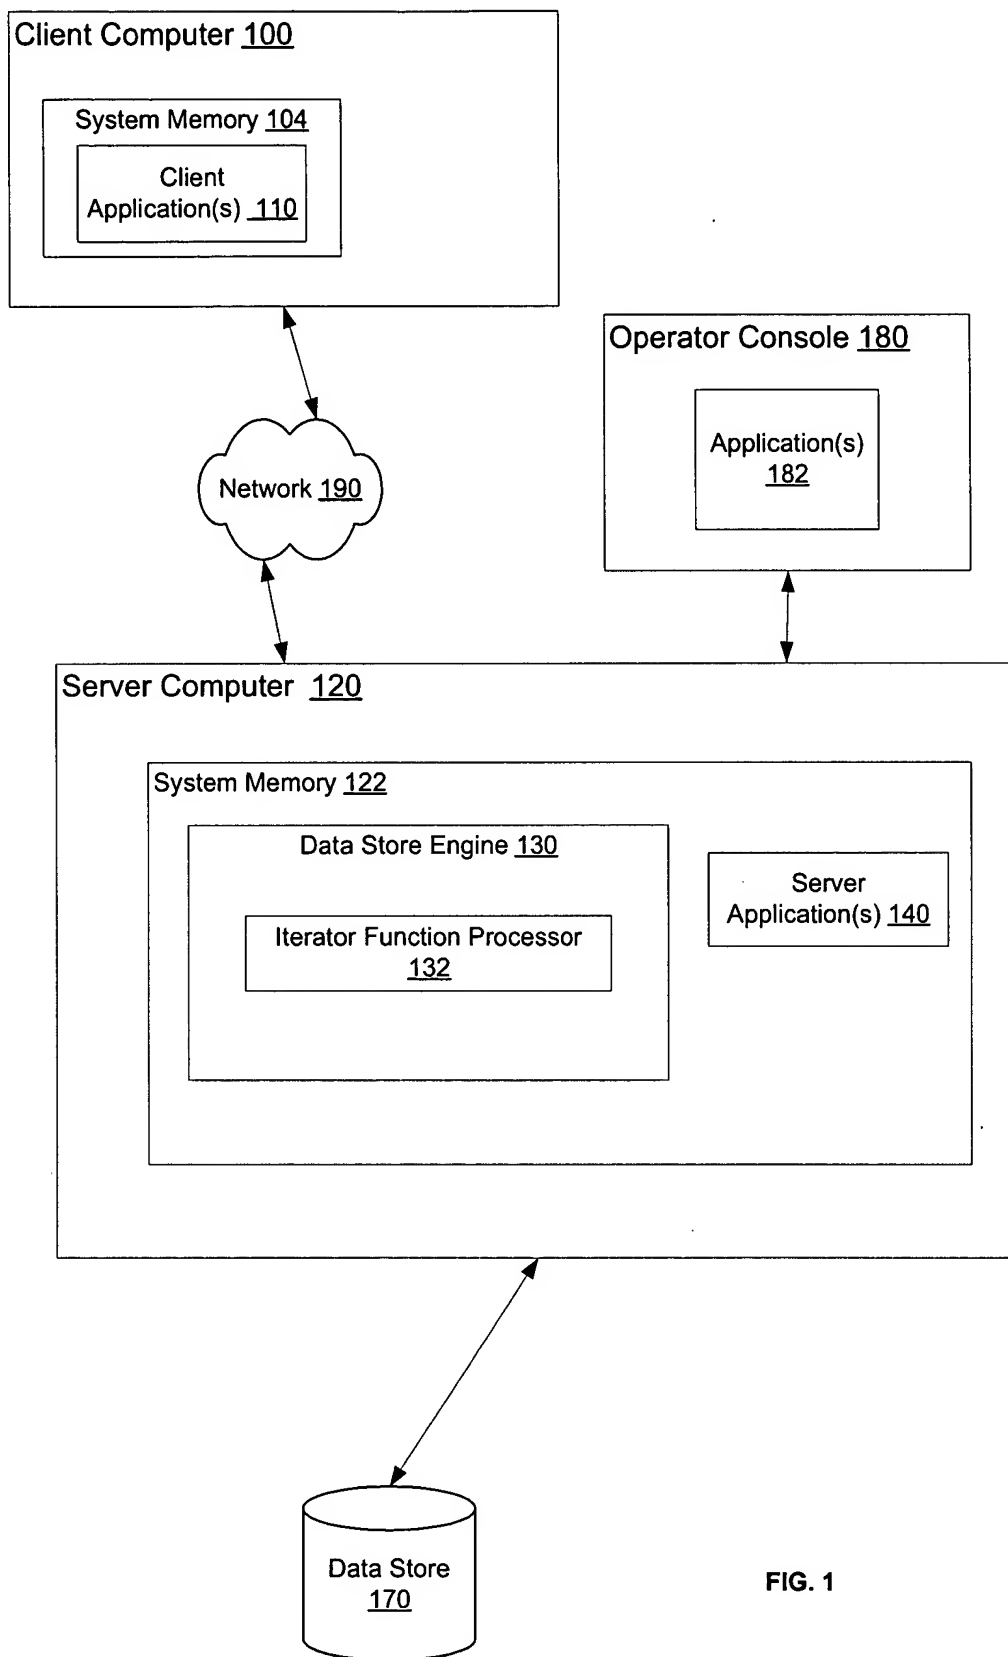 Client Computer 100
System Memory 104
Client
Application(s) 110
Operator Console 180
Application(s)
182
Network 190
Server Computer 120
System Memory 122
Data Store Engine 130
Iterator Function Processor
132
Server
Application(s) 140
Data Store
170
FIG. 1